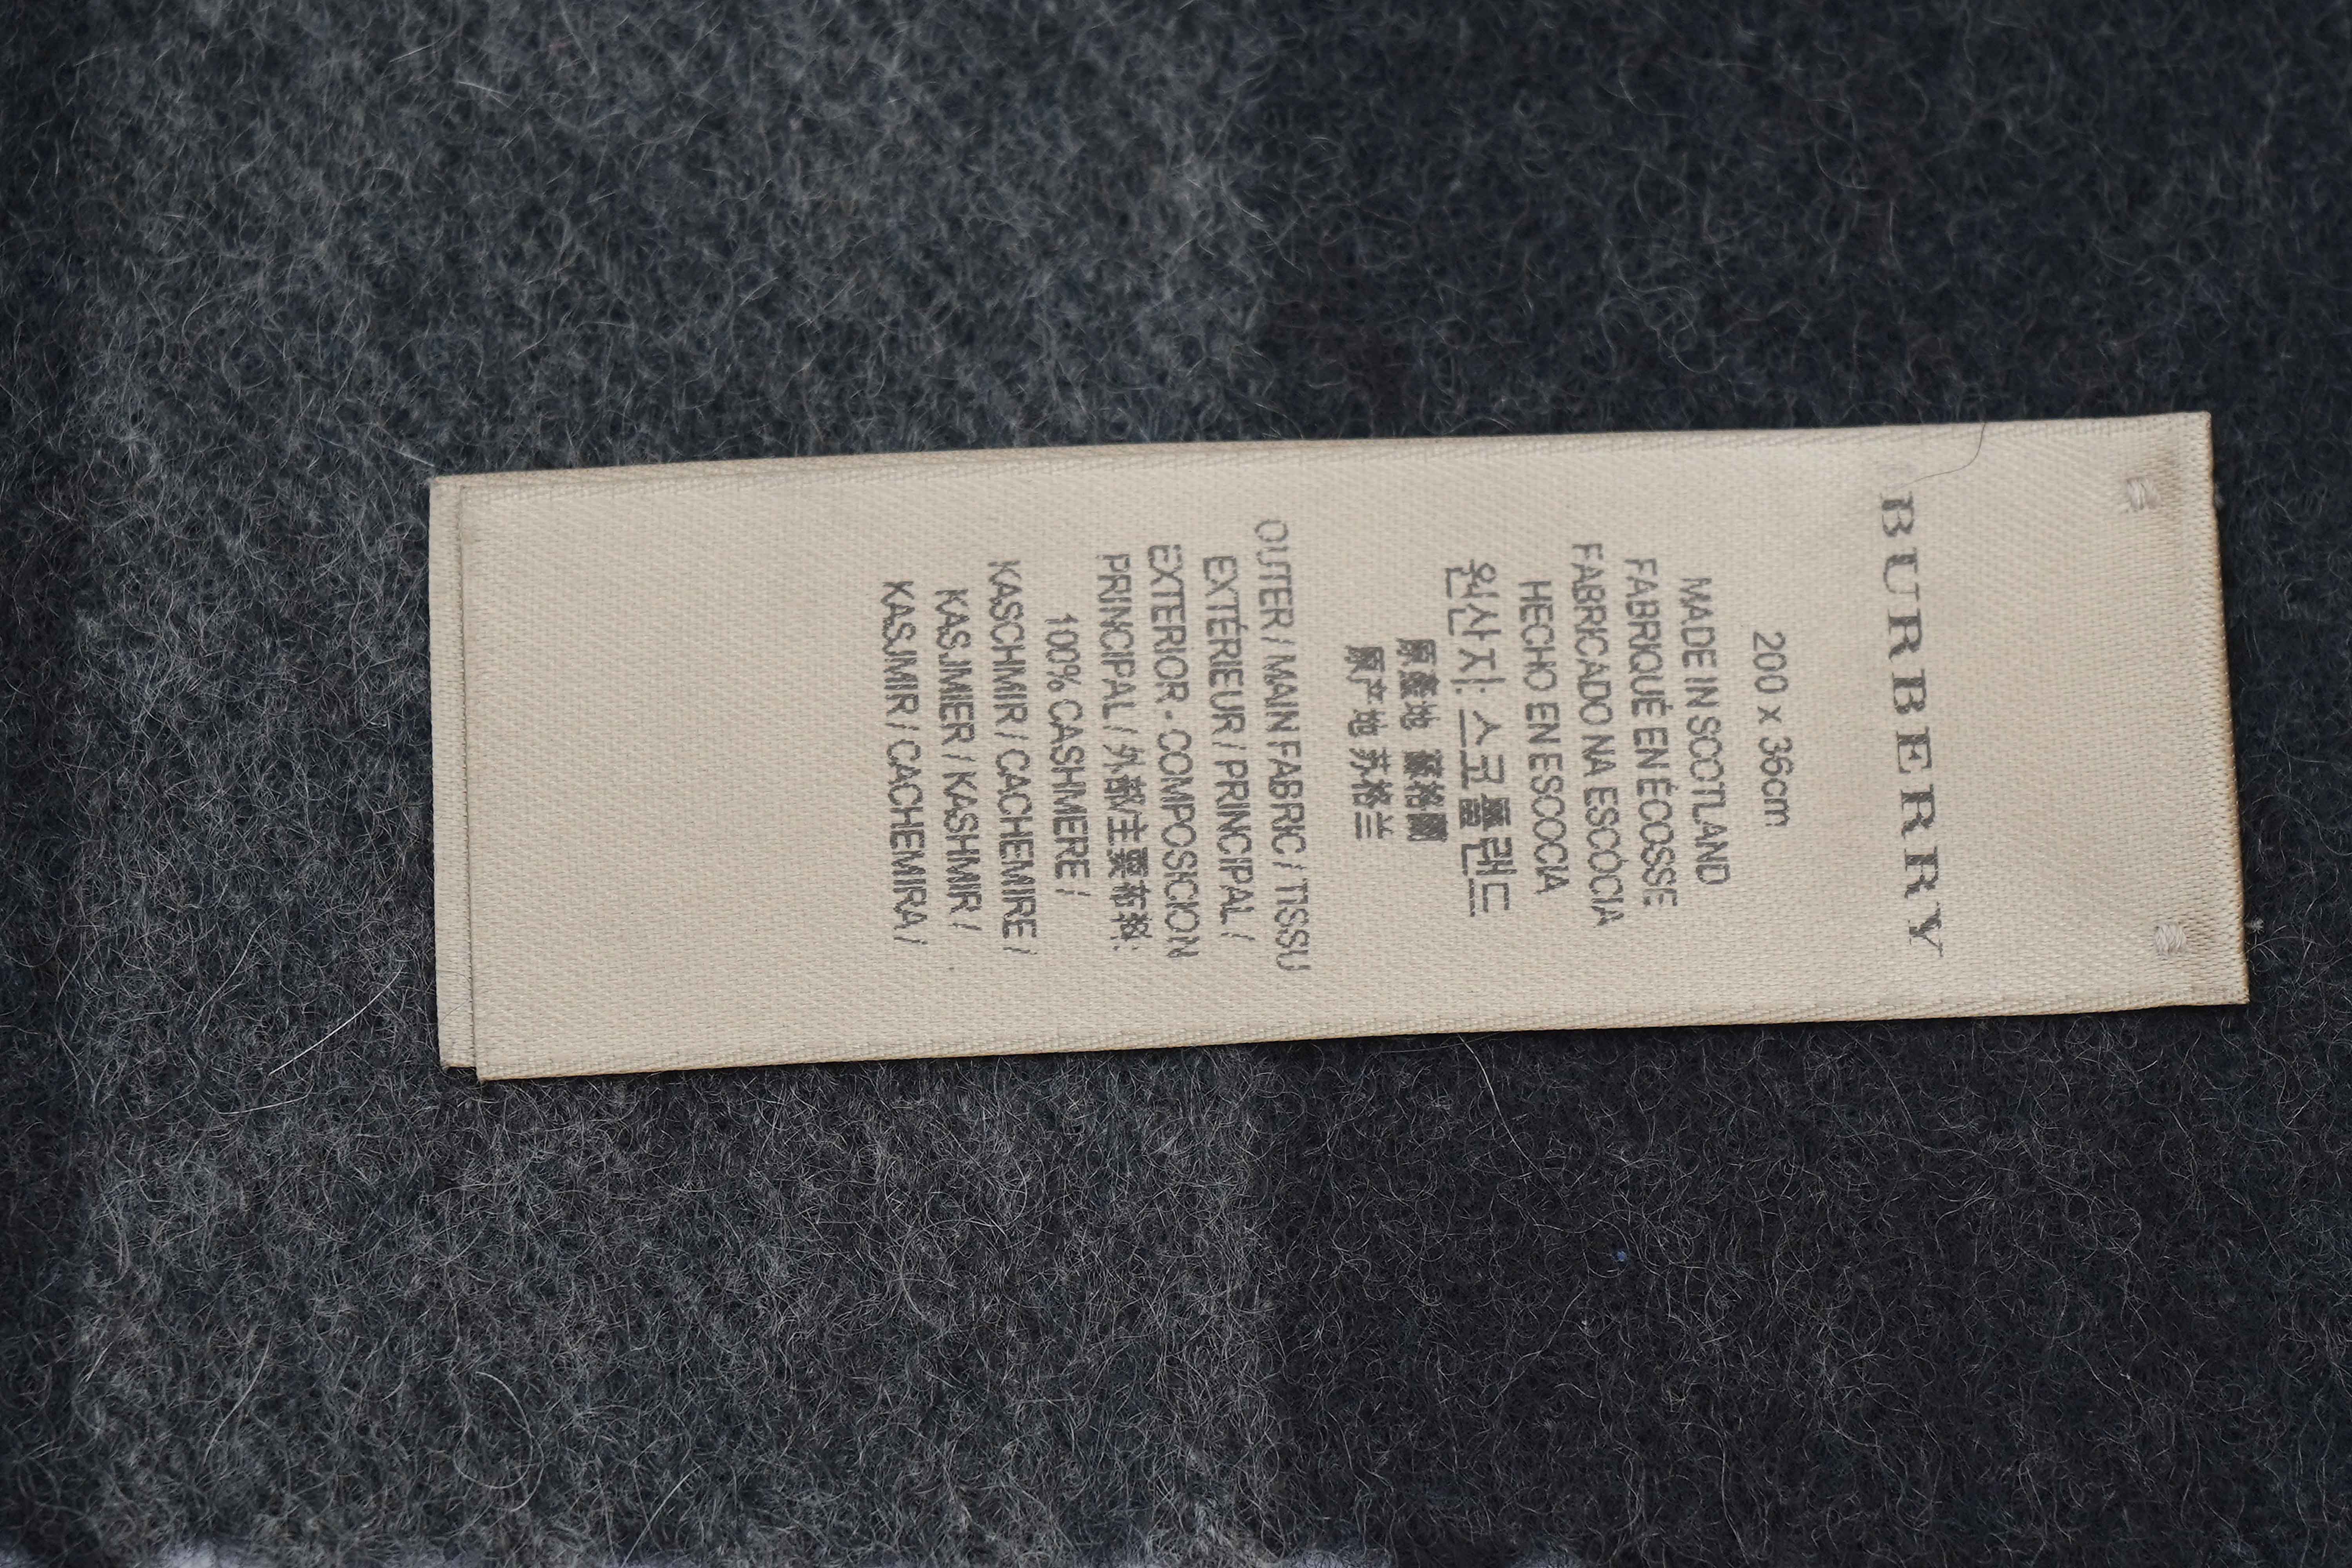 BURBERRY
200 x 36cm
MADE IN SCOTLAND
FABRIQUÉ EN ÉCOSSE
FABRICADO NA ESCÓCIA
HECHO EN ESCOCIA
원산지: 스코틀랜드
原產地 蘇格蘭
原产地 苏格兰
OUTER / MAIN FABRIC / TISSU
EXTÉRIEUR / PRINCIPAL /
EXTERIOR - COMPOSICION
PRINCIPAL / 外部/主要布料:
100% CASHMERE /
KASCHMIR / CACHEMIRE /
KASJMIER / KASHMIR /
KASJMIR / CACHEMIRA /